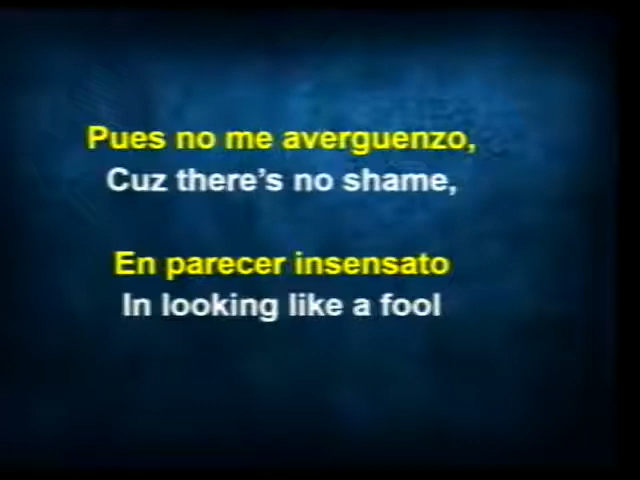 Pues no me averguenzo,
Cuz there's no shame,
En parecer insensato
In looking like a fool